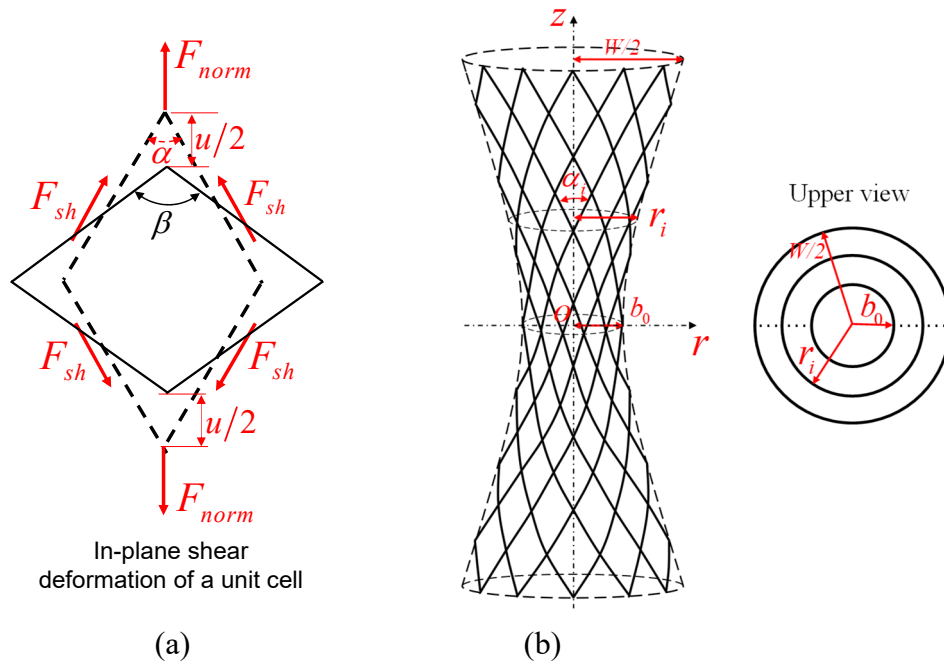 (a)
F_norm
u/2
α
F_sh
F_sh
β
F_sh
F_sh
u/2
F_norm
In-plane shear
deformation of a unit cell
(a)
(b)
z
W/2
α_i
r_i
O
b_0
r
(b)
Upper view
W/2
b_0
r_i